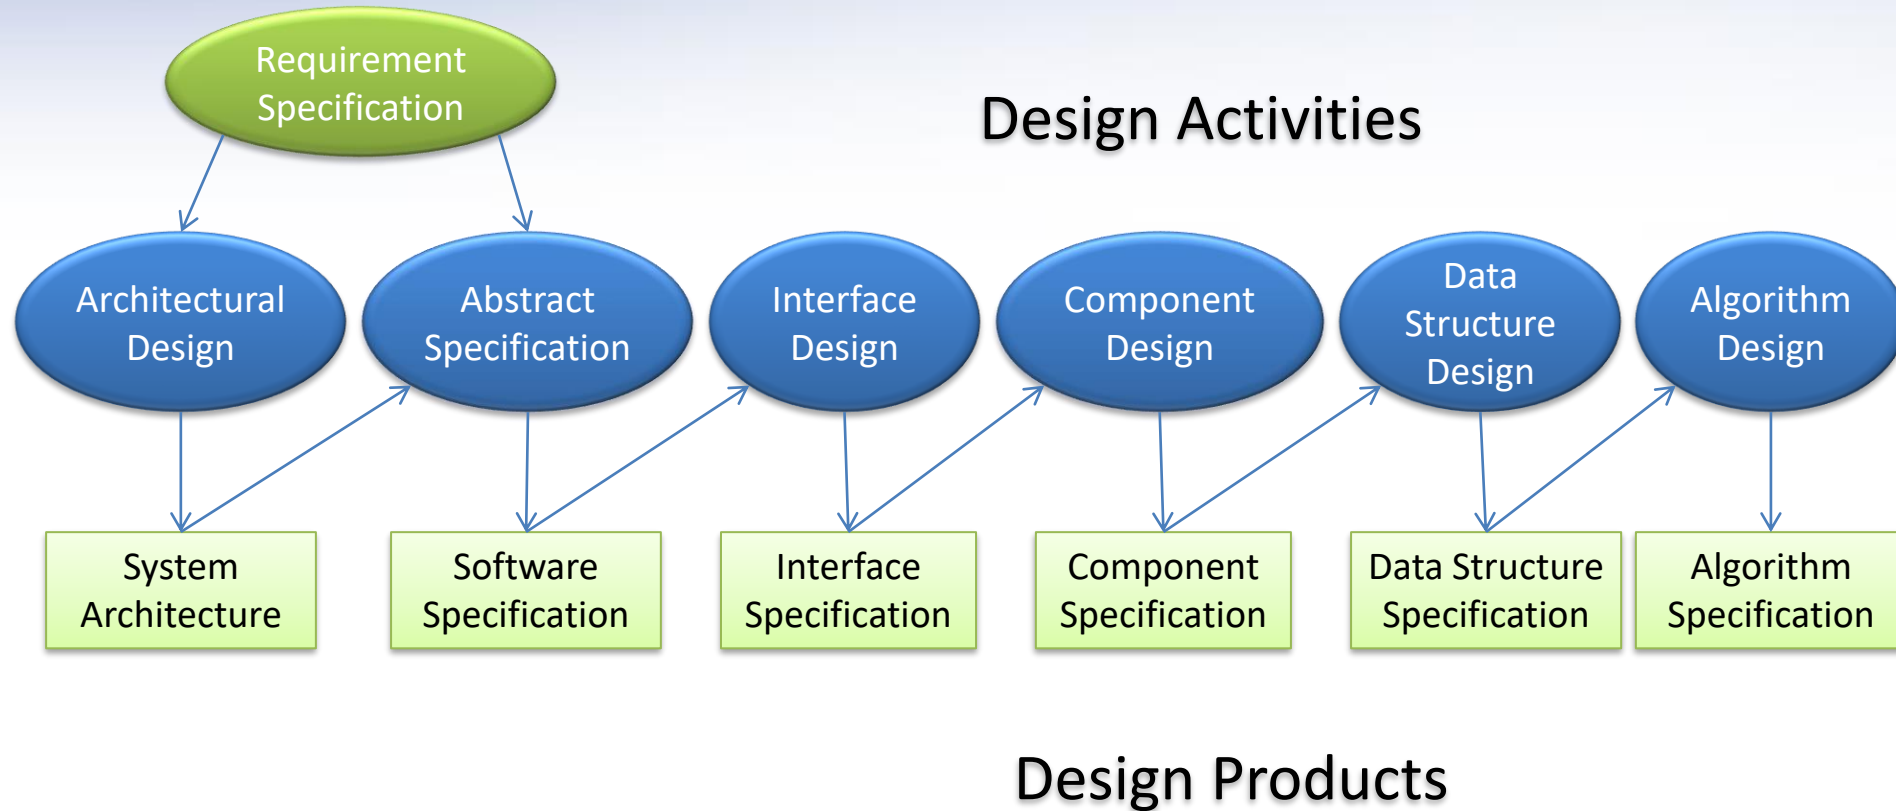 Requirement
Specification
Design Activities
Architectural
Design
Abstract
Specification
Interface
Design
Component
Design
Data
Structure
Design
Algorithm
Design
System
Architecture
Software
Specification
Interface
Specification
Component
Specification
Data Structure
Specification
Algorithm
Specification
Design Products